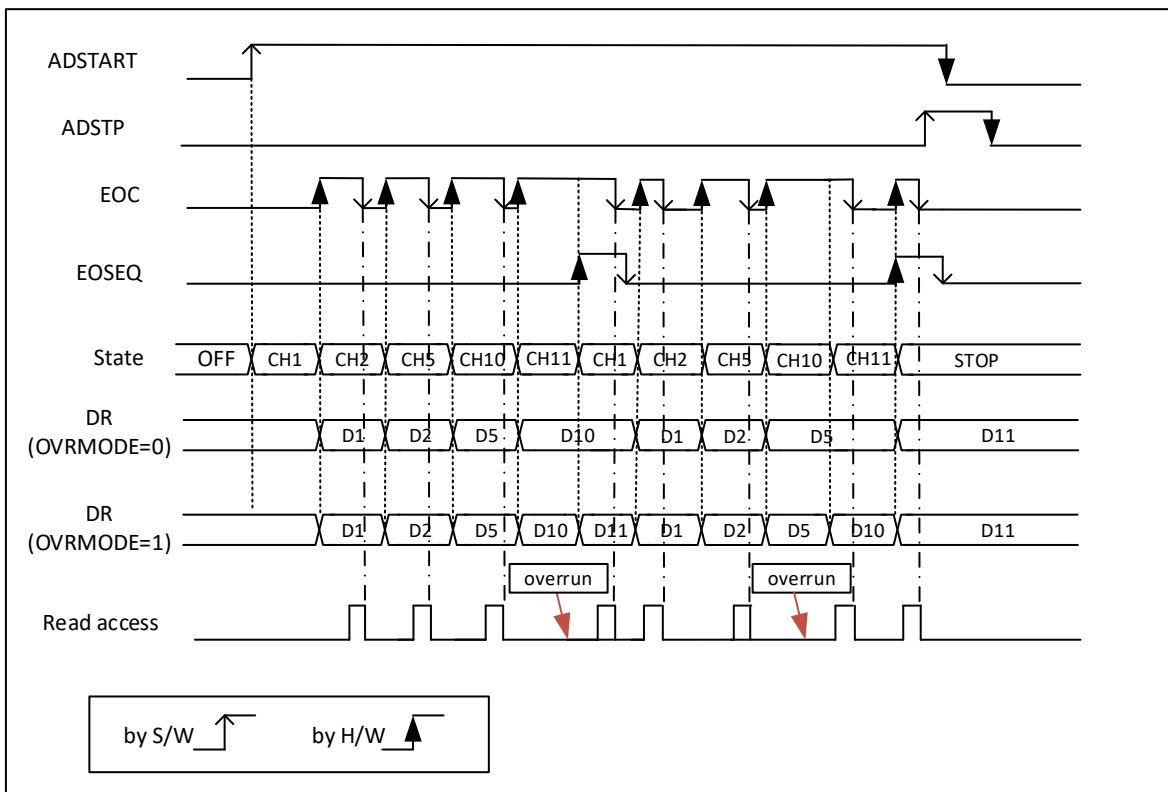 ADSTART
ADSTP
EOC
EOSEQ
State OFF CH1 CH2 CH5 CH10 CH11 CH1 CH2 CH5 CH10 CH11 STOP
DR
(OVRMODE=0) D1 D2 D5 D10 D1 D2 D5 D11
DR
(OVRMODE=1) D1 D2 D5 D10 D11 D1 D2 D5 D10 D11
overrun overrun
Read access
by S/W by H/W